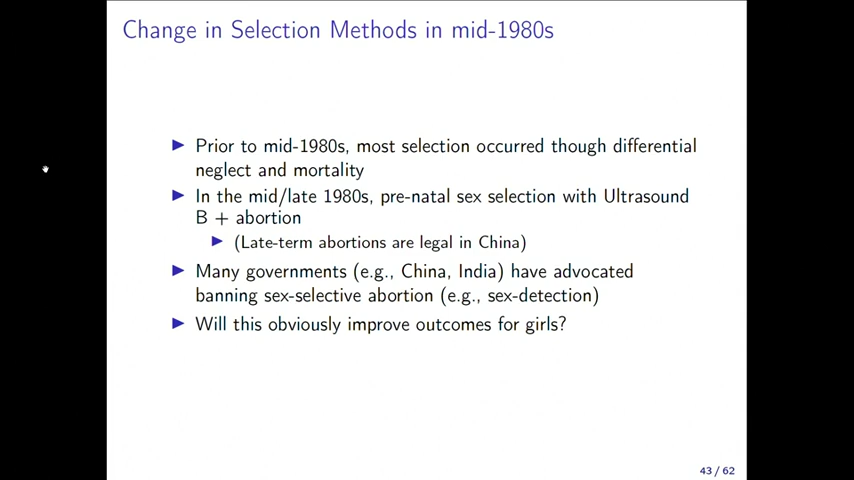 Change in Selection Methods in mid-1980s
▶ Prior to mid-1980s, most selection occurred though differential
neglect and mortality
▶ In the mid/late 1980s, pre-natal sex selection with Ultrasound
B + abortion
▶ (Late-term abortions are legal in China)
▶ Many governments (e.g., China, India) have advocated
banning sex-selective abortion (e.g., sex-detection)
▶ Will this obviously improve outcomes for girls?
43 / 62